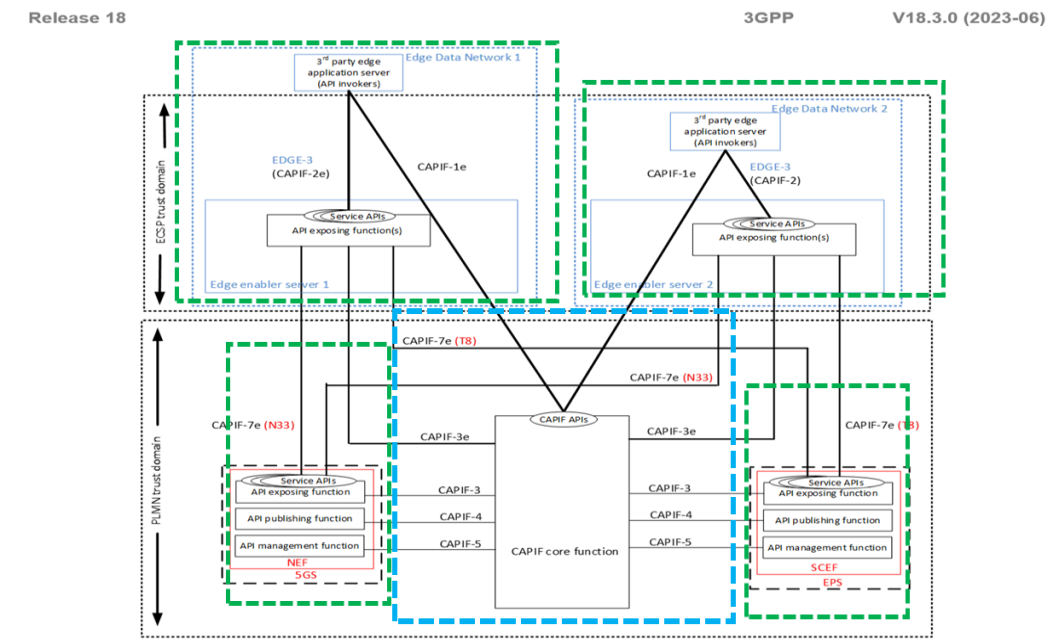 Release 18
3GPP
V18.3.0 (2023-06)
3rd party edge
application server
(API invokers)
Edge Data Network 1
Edge Data Network 2
3rd party edge
application server
(API invokers)
ECSP trust domain
EDGE-3
(CAPIF-2e)
CAPIF-1e
CAPIF-1e
EDGE-3
(CAPIF-2)
Service APIs
API exposing function(s)
Service APIs
API exposing function(s)
Edge enabler server 1
Edge enabler server 2
PLMN trust domain
CAPIF-7e (T8)
CAPIF-7e (N33)
CAPIF-7e (N33)
CAPIF-7e (T8)
CAPIF APIs
CAPIF-3e
CAPIF-3e
Service APIs
API exposing function
API publishing function
API management function
NEF
5GS
CAPIF-3
CAPIF-4
CAPIF-5
CAPIF core function
CAPIF-3
CAPIF-4
CAPIF-5
Service APIs
API exposing function
API publishing function
API management function
SCEF
EPS